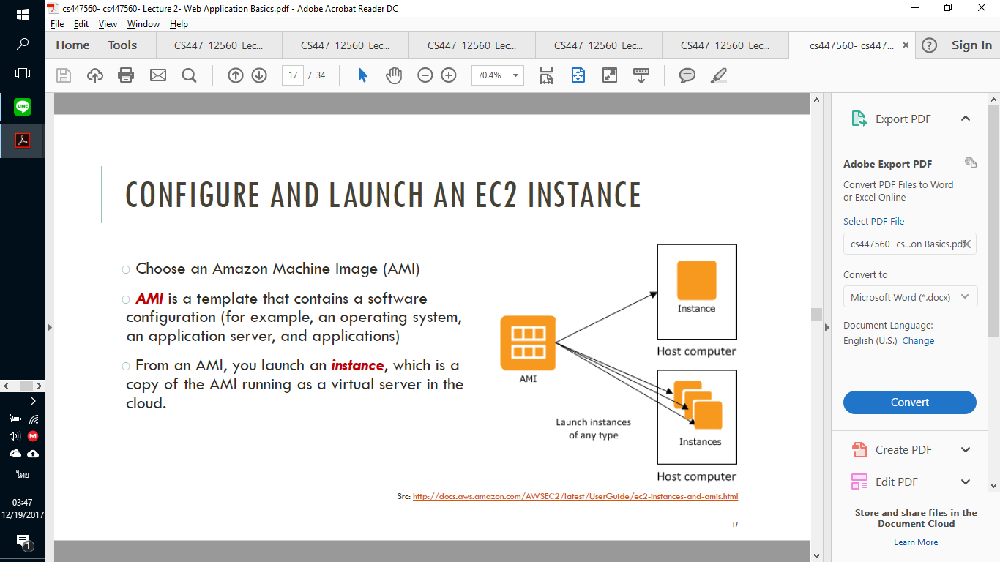 cs447560- cs447560- Lecture 2- Web Application Basics.pdf - Adobe Acrobat Reader DC
File Edit View Window Help
Home Tools CS447_12560_Lec... CS447_12560_Lec... CS447_12560_Lec... CS447_12560_Lec... CS447_12560_Lec... cs447560- cs447... × Sign In
17 / 34 70.4%
CONFIGURE AND LAUNCH AN EC2 INSTANCE
Choose an Amazon Machine Image (AMI)
AMI is a template that contains a software
configuration (for example, an operating system,
an application server, and applications)
From an AMI, you launch an instance, which is a
copy of the AMI running as a virtual server in the
cloud.
AMI
Launch instances
of any type
Instance
Host computer
Instances
Host computer
Src: http://docs.aws.amazon.com/AWSEC2/latest/UserGuide/ec2-instances-and-amis.html
17
Export PDF
Adobe Export PDF
Convert PDF Files to Word
or Excel Online
Select PDF File
cs447560- cs...on Basics.pdf
Convert to
Microsoft Word (*.docx)
Document Language:
English (U.S.) Change
Convert
Create PDF
Edit PDF
Store and share files in the
Document Cloud
Learn More
LINE
ไทย
03:47
12/19/2017
1